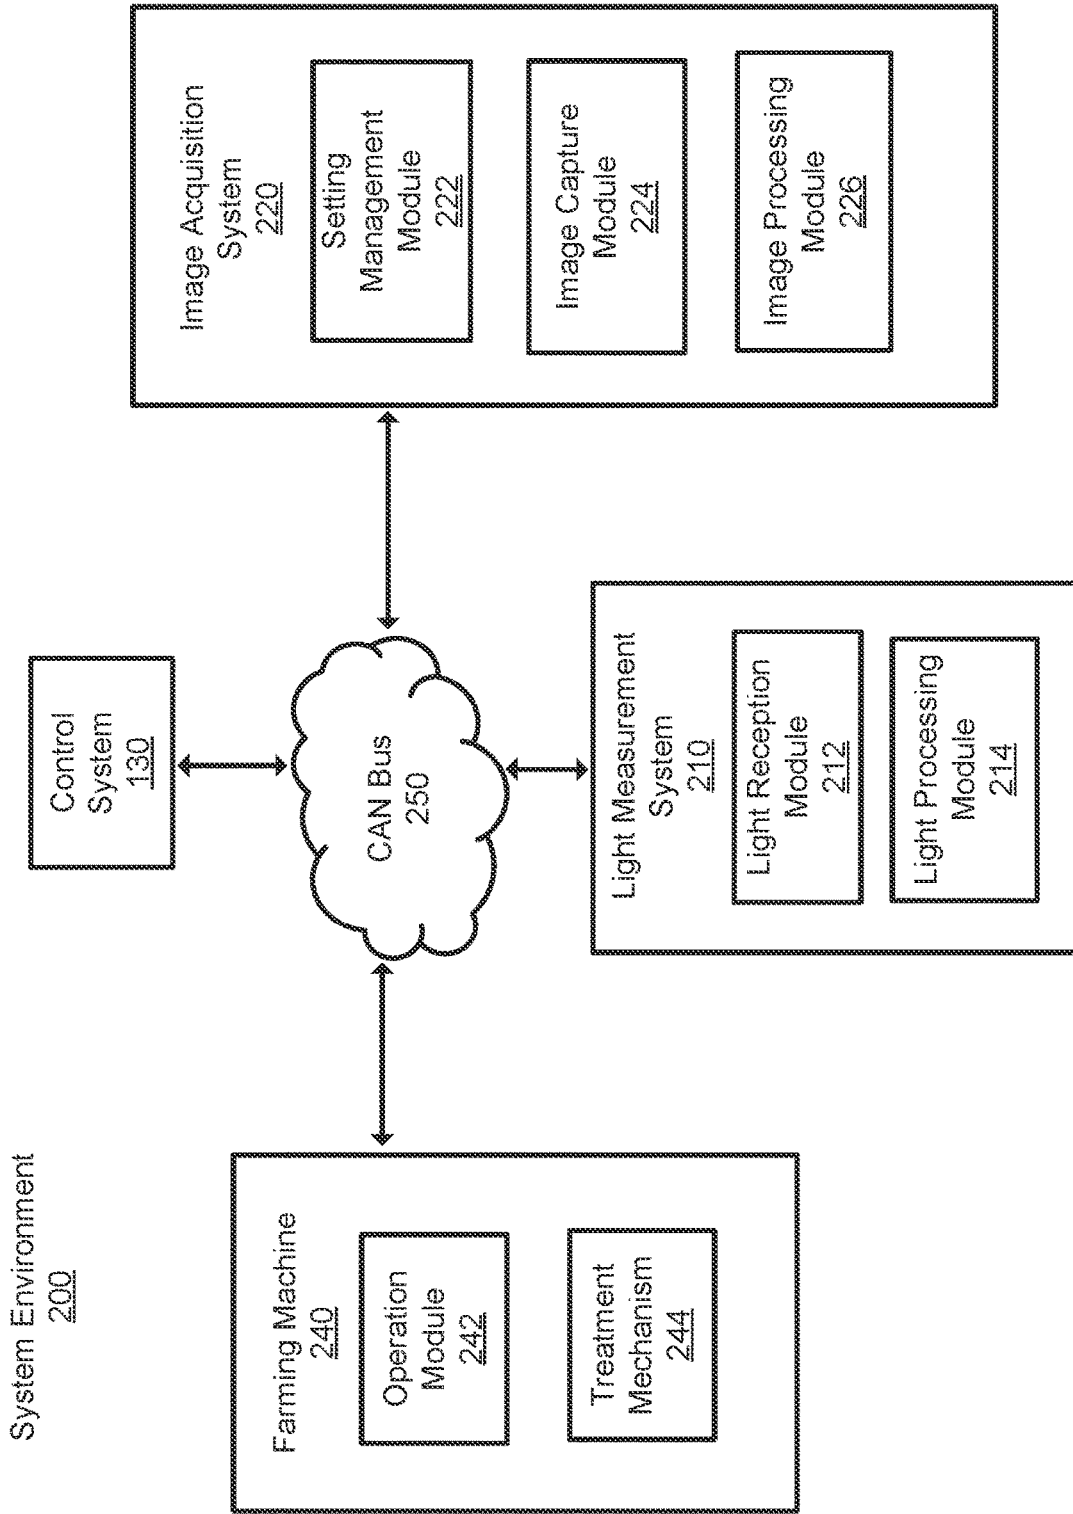 System Environment
200
Farming Machine
240
Operation
Module
242
Treatment
Mechanism
244
Control
System
130
CAN Bus
250
Light Measurement
System
210
Light Reception
Module
212
Light Processing
Module
214
Image Acquisition
System
220
Setting
Management
Module
222
Image Capture
Module
224
Image Processing
Module
226